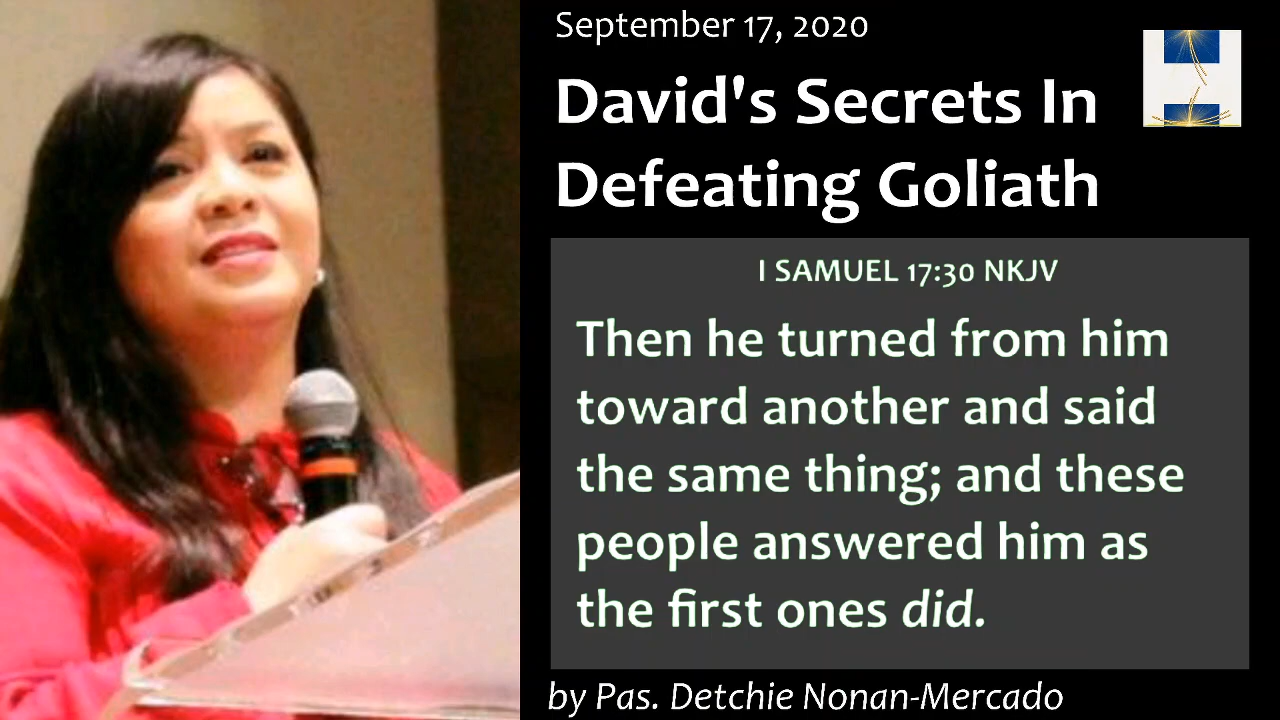 September 17, 2020
David's Secrets In
Defeating Goliath
I SAMUEL 17:30 NKJV
Then he turned from him
toward another and said
the same thing; and these
people answered him as
the first ones did.
by Pas. Detchie Nonan-Mercado